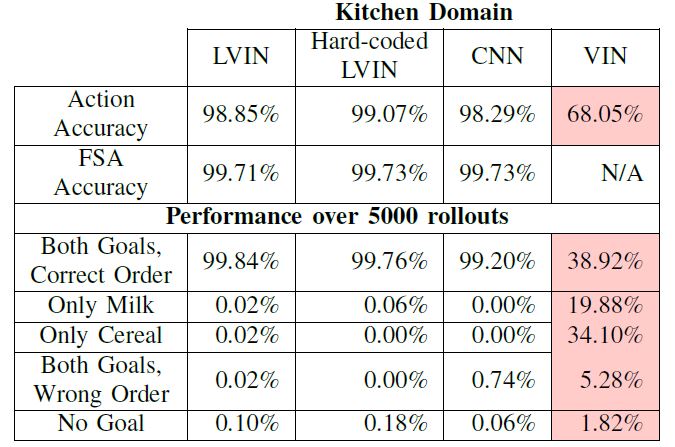 Kitchen Domain
LVIN Hard-coded LVIN CNN VIN
Action Accuracy 98.85% 99.07% 98.29% 68.05%
FSA Accuracy 99.71% 99.73% 99.73% N/A
Performance over 5000 rollouts
Both Goals, Correct Order 99.84% 99.76% 99.20% 38.92%
Only Milk 0.02% 0.06% 0.00% 19.88%
Only Cereal 0.02% 0.00% 0.00% 34.10%
Both Goals, Wrong Order 0.02% 0.00% 0.74% 5.28%
No Goal 0.10% 0.18% 0.06% 1.82%